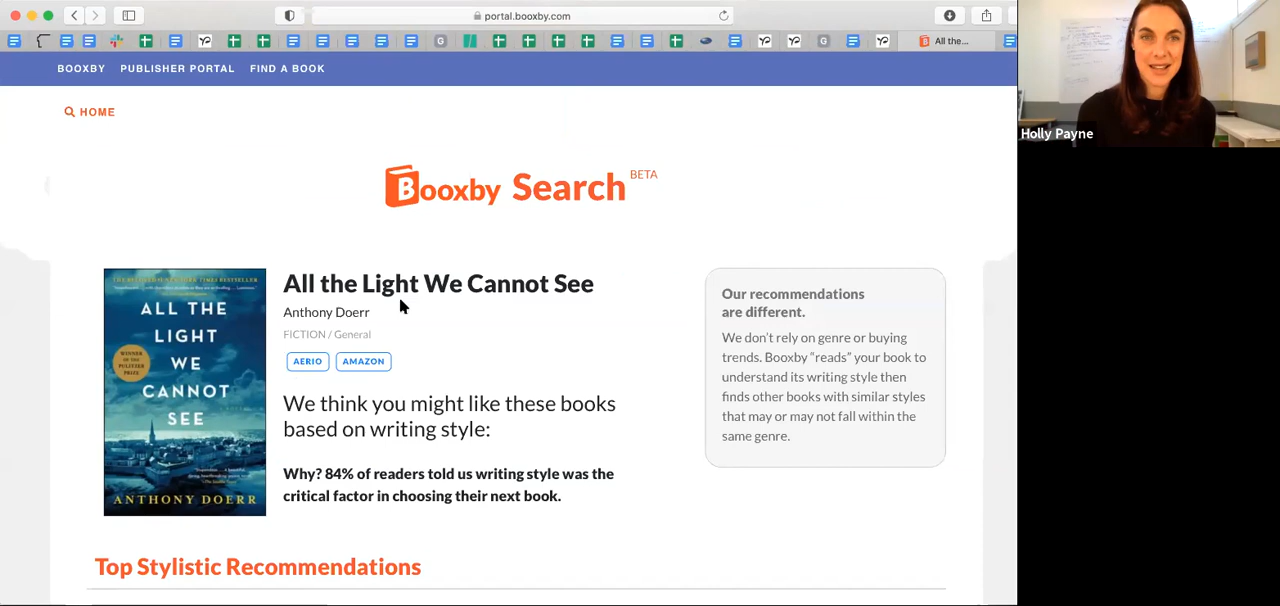 portal.booxby.com
All the...
BOOXBY PUBLISHER PORTAL FIND A BOOK
Holly Payne
HOME
Booxby Search BETA
ALL THE
LIGHT
WE
CANNOT
SEE
WINNER OF THE PULITZER PRIZE
ANTHONY DOERR
All the Light We Cannot See
Anthony Doerr
FICTION / General
AERIO AMAZON
We think you might like these books
based on writing style:
Why? 84% of readers told us writing style was the
critical factor in choosing their next book.
Our recommendations
are different.
We don’t rely on genre or buying
trends. Booxby “reads” your book to
understand its writing style then
finds other books with similar styles
that may or may not fall within the
same genre.
Top Stylistic Recommendations